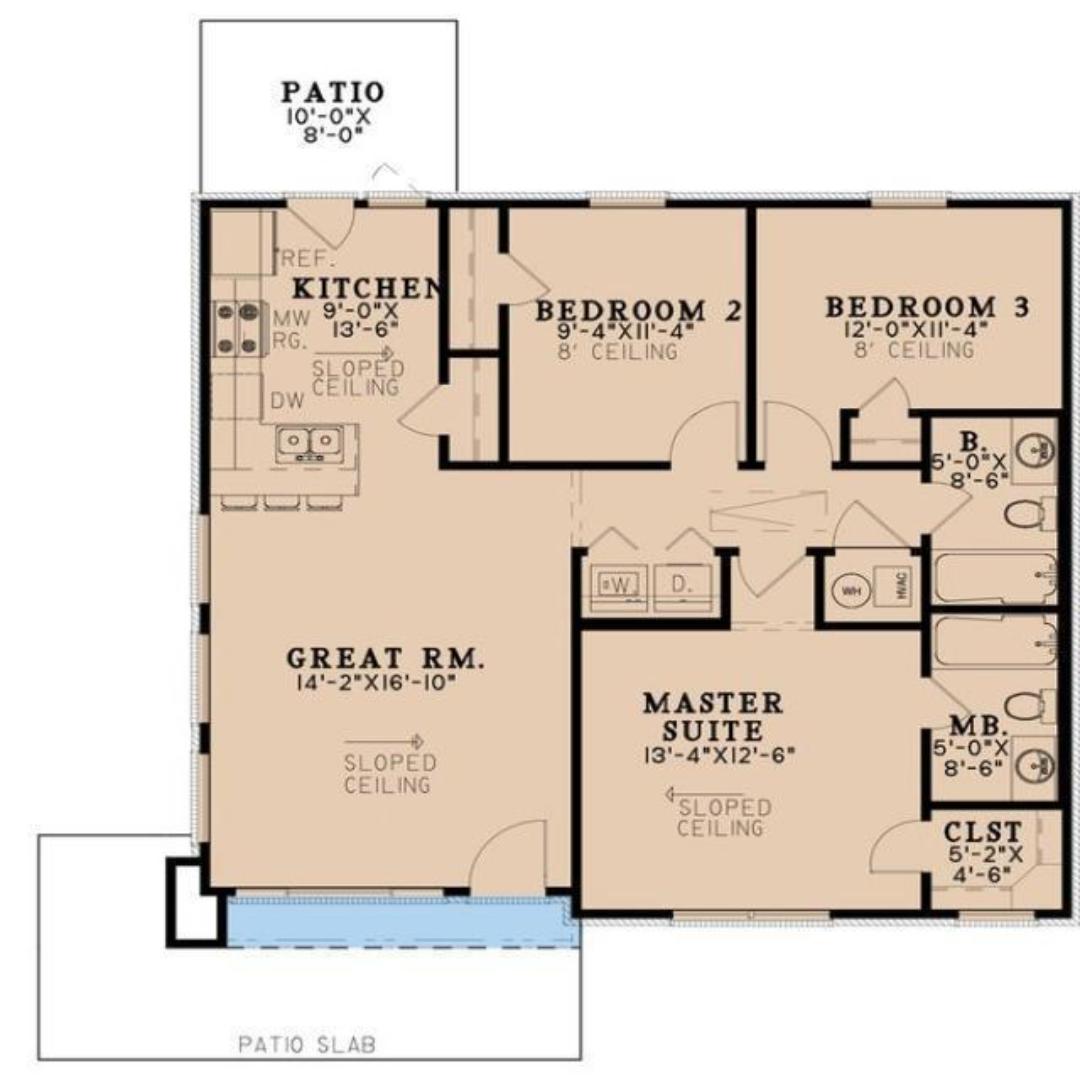 PATIO
10'-0"X
8'-0"
REF.
KITCHEN
9'-0"X
13'-6"
MW
RG.
SLOPED
CEILING
DW
BEDROOM 2
9'-4"X11'-4"
8' CEILING
BEDROOM 3
12'-0"X11'-4"
8' CEILING
B.
5'-0"X
8'-6"
W.
D.
WH
HVAC
GREAT RM.
14'-2"X16'-10"
SLOPED
CEILING
MASTER
SUITE
13'-4"X12'-6"
SLOPED
CEILING
MB.
5'-0"X
8'-6"
CLST
5'-2"X
4'-6"
PATIO SLAB